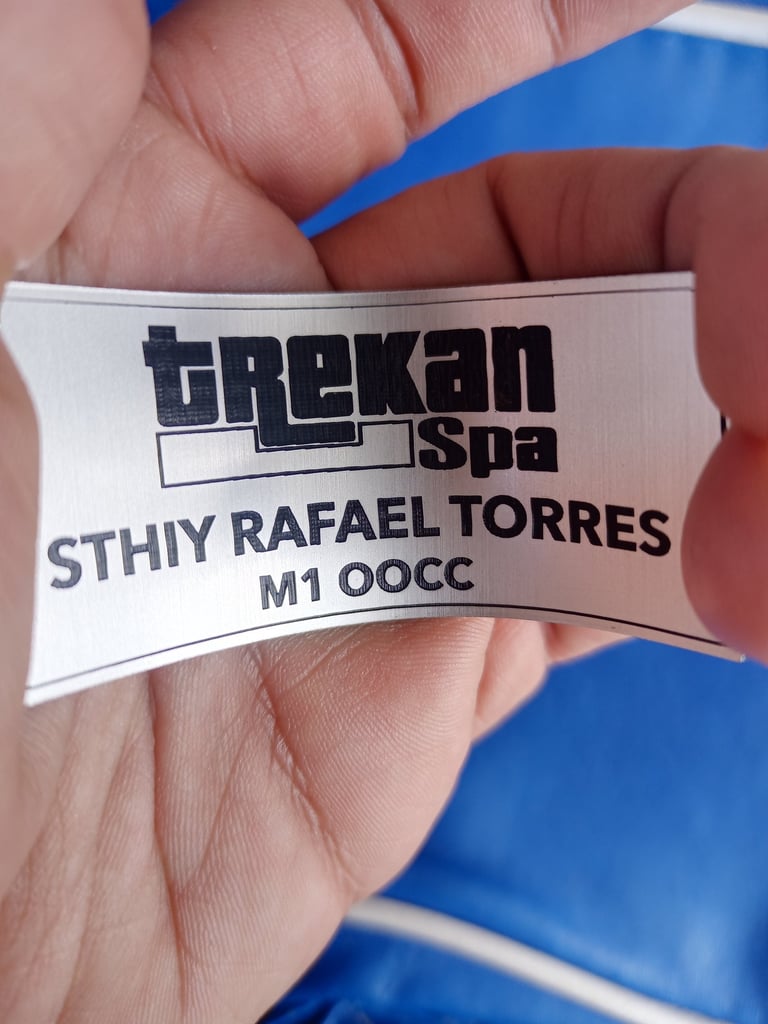 tRekan
Spa
STHIY RAFAEL TORRES
M1 OOCC